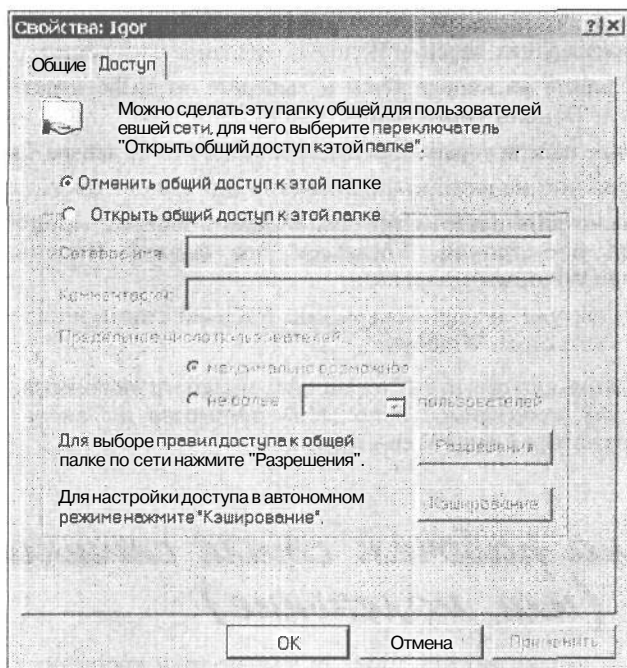 Свойства: Igor
Общие Доступ
Можно сделать эту папку общей для пользователей
евшей сети, для чего выберите переключатель
"Открыть общий доступ кэтой папке".
Отменить общий доступ к этой папке
Открыть общий доступ к этой папке
Сетевое имя
Комментарий:
Предельное число пользователей:
максимально возможное
не более пользователей
Для выборе правил доступа к общей
палке по сети нажмите "Разрешения".
Разрешения
Для настройки доступа в автономном
режиме нажмите "Кэширование".
Кэширование
ОК Отмена Применить